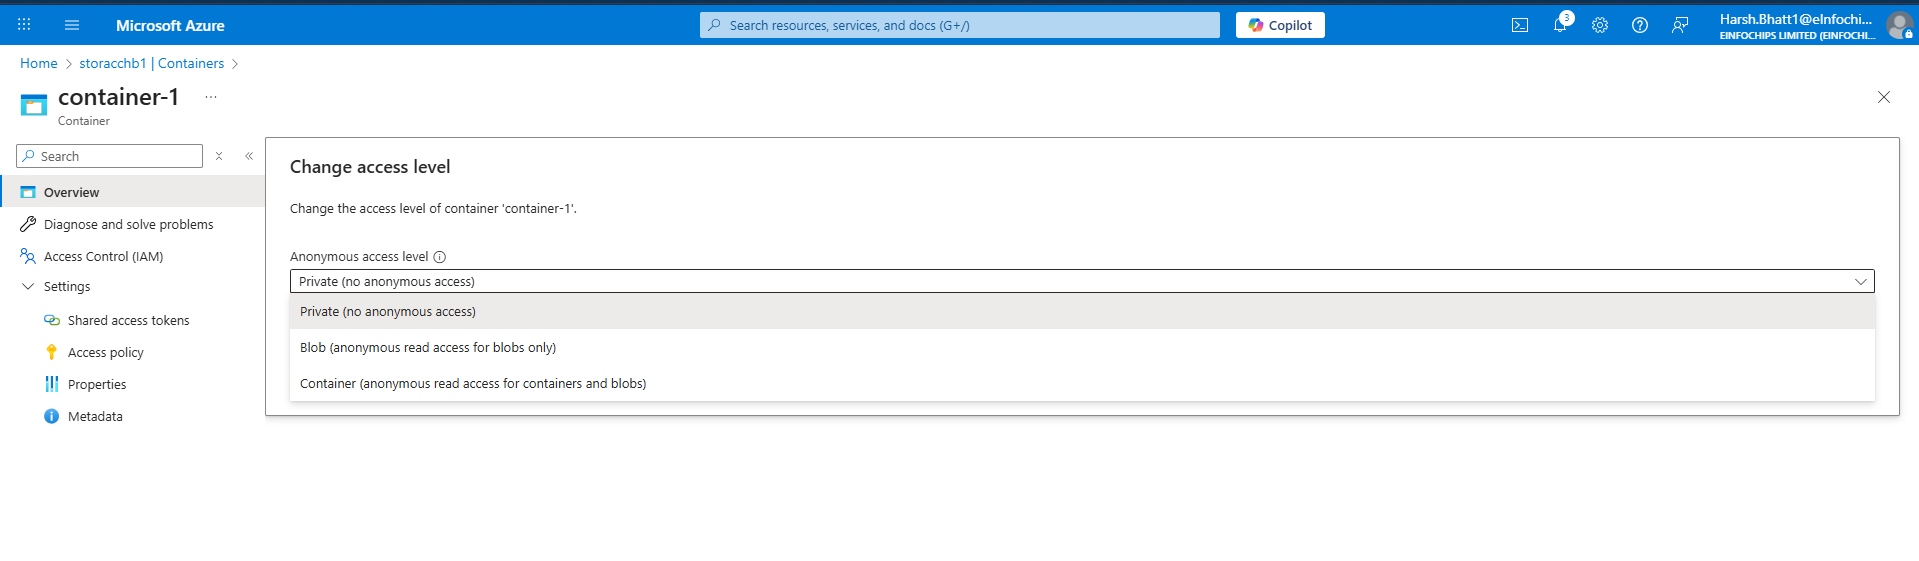 Microsoft Azure
Search resources, services, and docs (G+/)
Copilot
3
Harsh.Bhatt1@eInfochi...
EINFOCHIPS LIMITED (EINFOCHI...
Home
storacchb1 | Containers
container-1
...
Container
Search
Overview
Diagnose and solve problems
Access Control (IAM)
Settings
Shared access tokens
Access policy
Properties
Metadata
Change access level
Change the access level of container 'container-1'.
Anonymous access level
Private (no anonymous access)
Private (no anonymous access)
Blob (anonymous read access for blobs only)
Container (anonymous read access for containers and blobs)